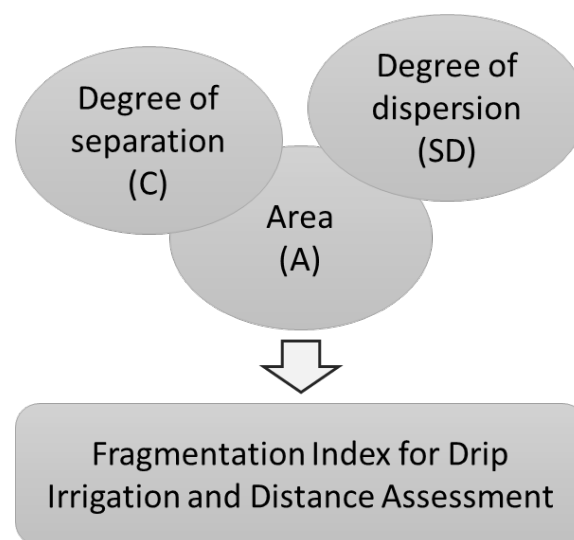 Degree of
separation
(C)
Degree of
dispersion
(SD)
Area
(A)
Fragmentation Index for Drip
Irrigation and Distance Assessment